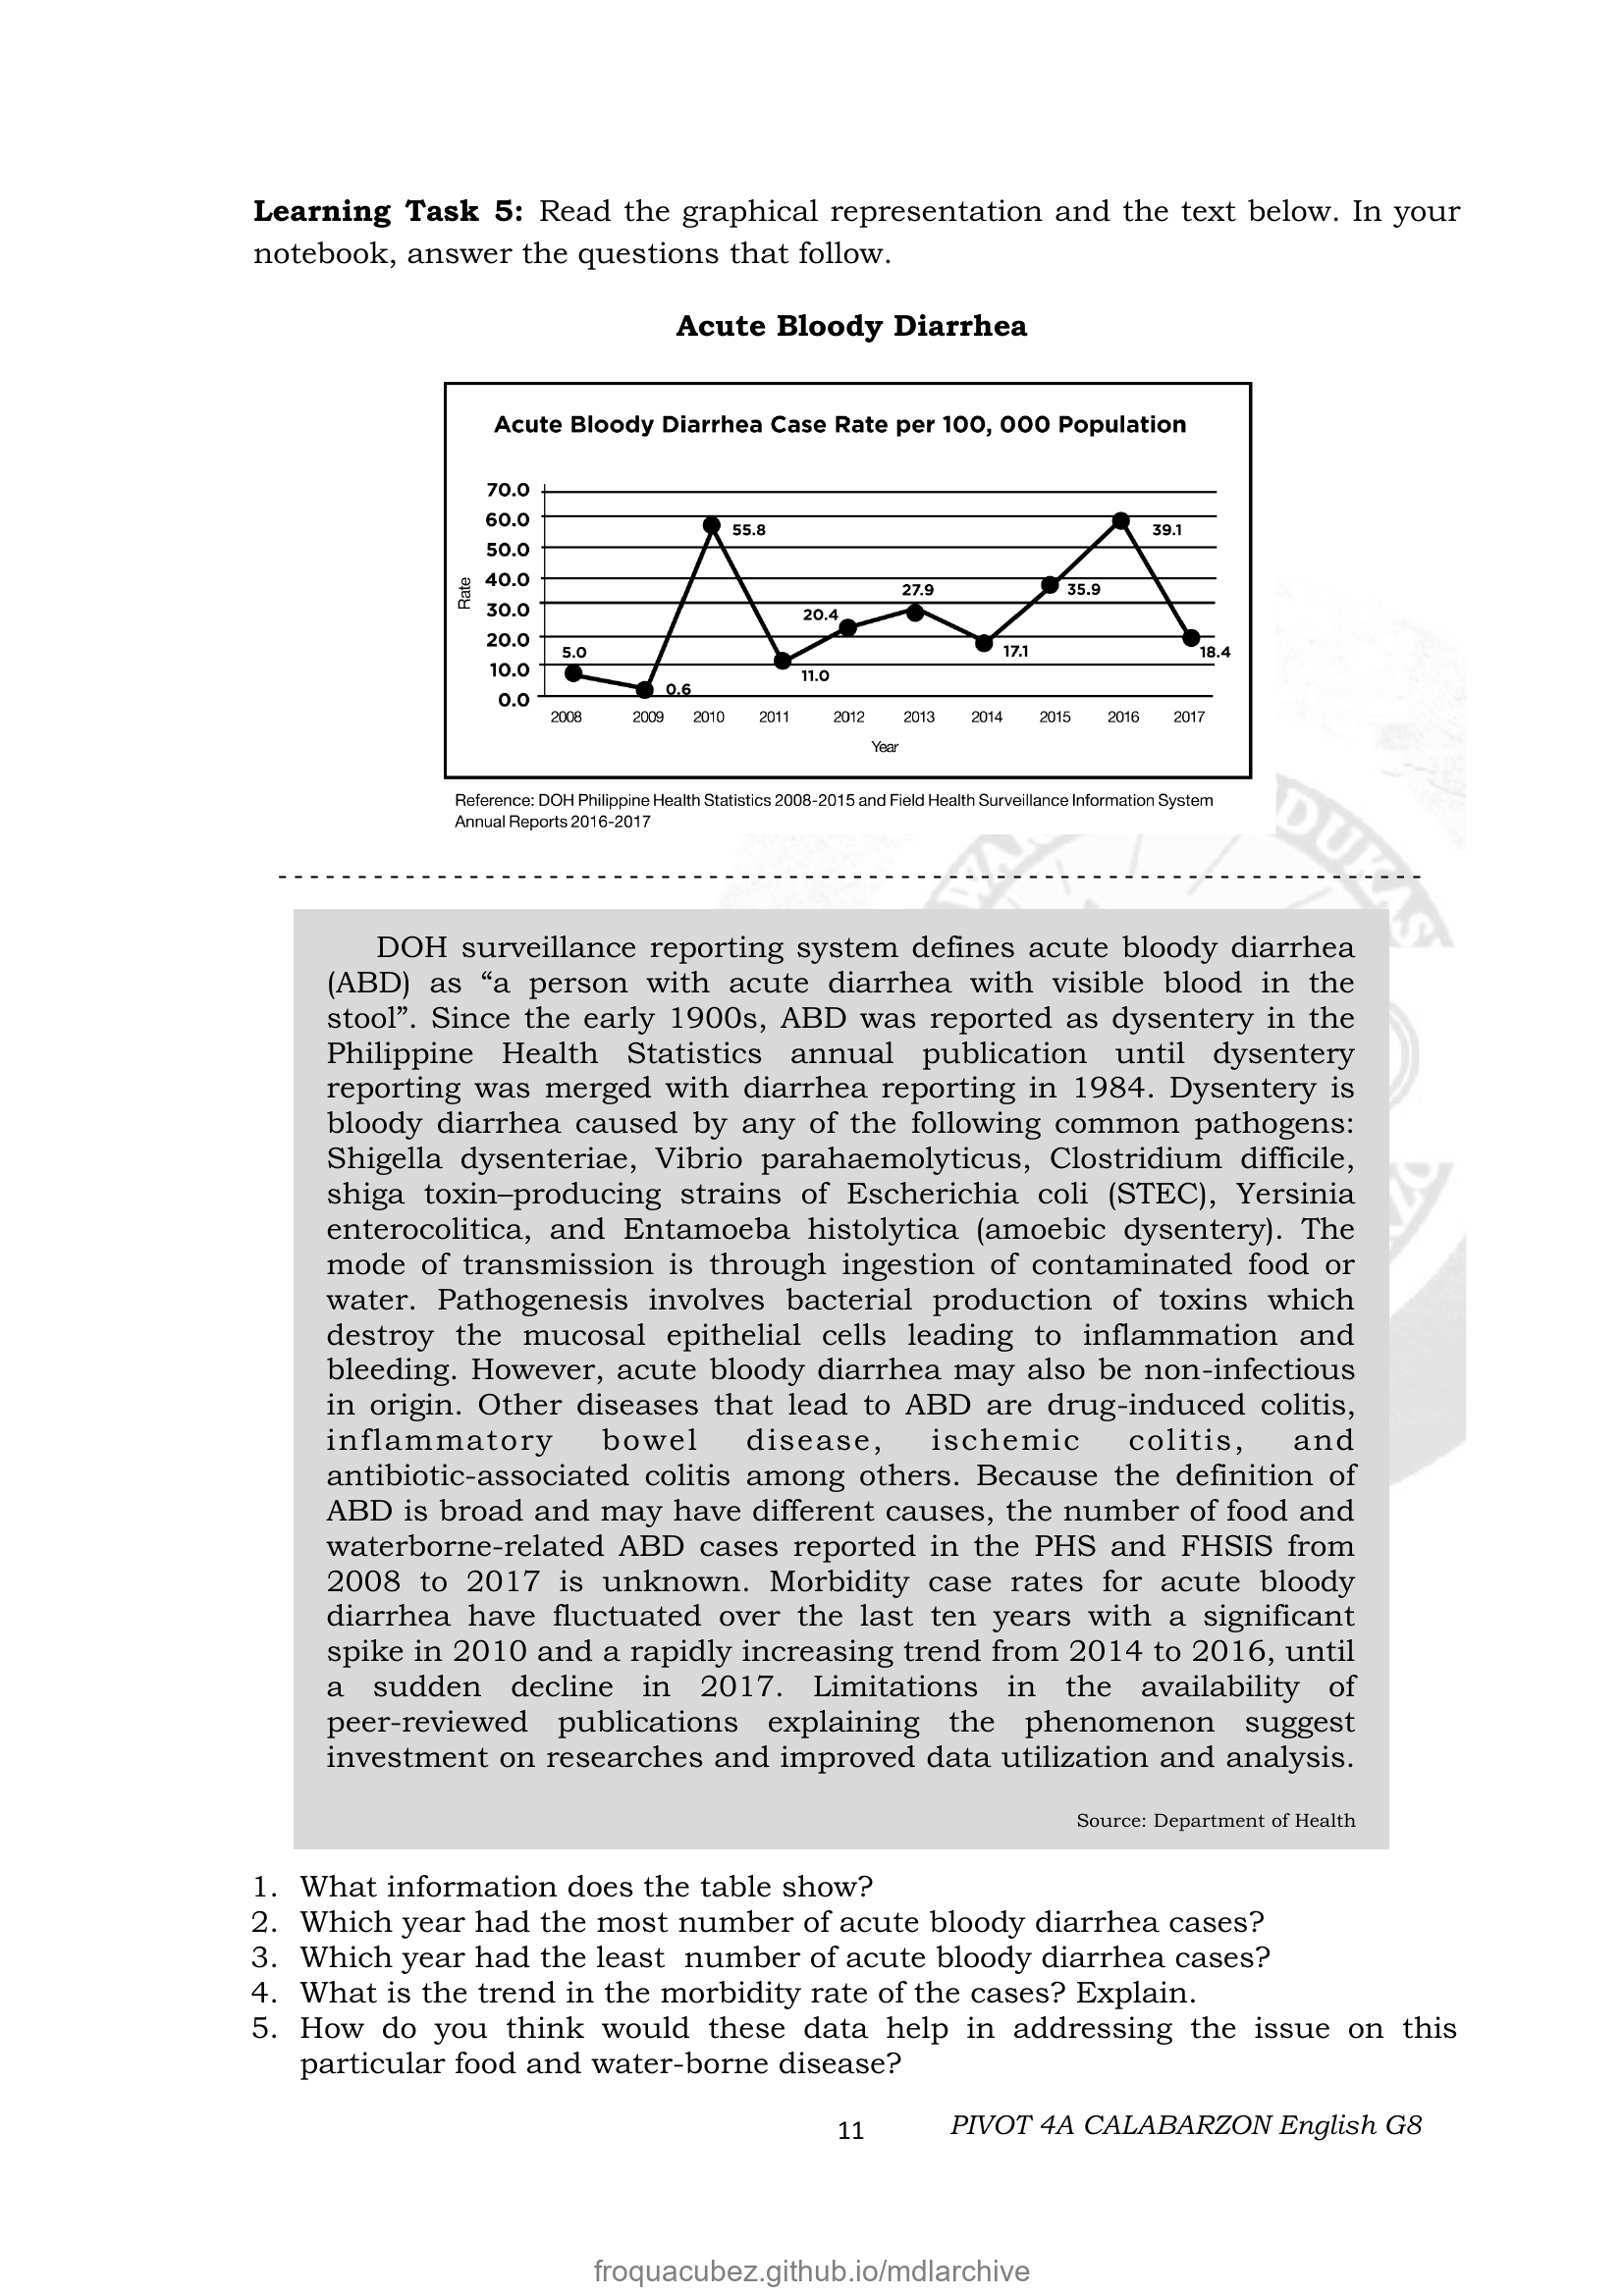 Learning Task 5: Read the graphical representation and the text below. In your
notebook, answer the questions that follow.
Acute Bloody Diarrhea
Acute Bloody Diarrhea Case Rate per 100, 000 Population
70.0
60.0
50.0
40.0
30.0
20.0
10.0
0.0
Rate
5.0
0.6
55.8
11.0
20.4
27.9
17.1
35.9
39.1
18.4
2008 2009 2010 2011 2012 2013 2014 2015 2016 2017
Year
Reference: DOH Philippine Health Statistics 2008-2015 and Field Health Surveillance Information System
Annual Reports 2016-2017
DOH surveillance reporting system defines acute bloody diarrhea
(ABD) as “a person with acute diarrhea with visible blood in the
stool”. Since the early 1900s, ABD was reported as dysentery in the
Philippine Health Statistics annual publication until dysentery
reporting was merged with diarrhea reporting in 1984. Dysentery is
bloody diarrhea caused by any of the following common pathogens:
Shigella dysenteriae, Vibrio parahaemolyticus, Clostridium difficile,
shiga toxin–producing strains of Escherichia coli (STEC), Yersinia
enterocolitica, and Entamoeba histolytica (amoebic dysentery). The
mode of transmission is through ingestion of contaminated food or
water. Pathogenesis involves bacterial production of toxins which
destroy the mucosal epithelial cells leading to inflammation and
bleeding. However, acute bloody diarrhea may also be non-infectious
in origin. Other diseases that lead to ABD are drug-induced colitis,
inflammatory bowel disease, ischemic colitis, and
antibiotic-associated colitis among others. Because the definition of
ABD is broad and may have different causes, the number of food and
waterborne-related ABD cases reported in the PHS and FHSIS from
2008 to 2017 is unknown. Morbidity case rates for acute bloody
diarrhea have fluctuated over the last ten years with a significant
spike in 2010 and a rapidly increasing trend from 2014 to 2016, until
a sudden decline in 2017. Limitations in the availability of
peer-reviewed publications explaining the phenomenon suggest
investment on researches and improved data utilization and analysis.
Source: Department of Health
1. What information does the table show?
2. Which year had the most number of acute bloody diarrhea cases?
3. Which year had the least number of acute bloody diarrhea cases?
4. What is the trend in the morbidity rate of the cases? Explain.
5. How do you think would these data help in addressing the issue on this
particular food and water-borne disease?
11
PIVOT 4A CALABARZON English G8
froquacubez.github.io/mdlarchive